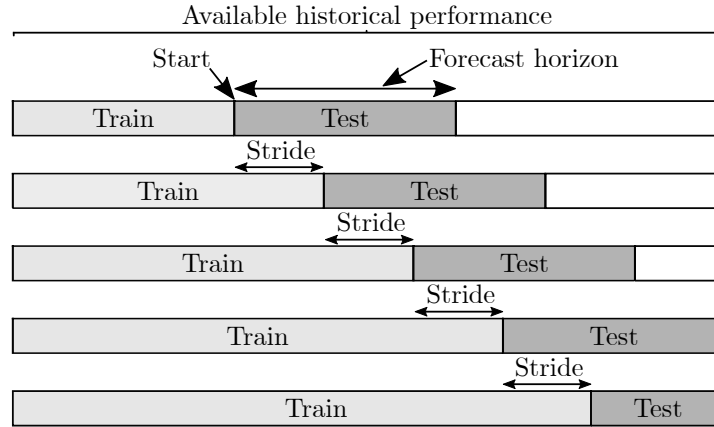 Available historical performance
Start
Forecast horizon
Train Test
Stride
Train Test
Stride
Train Test
Stride
Train Test
Stride
Train Test